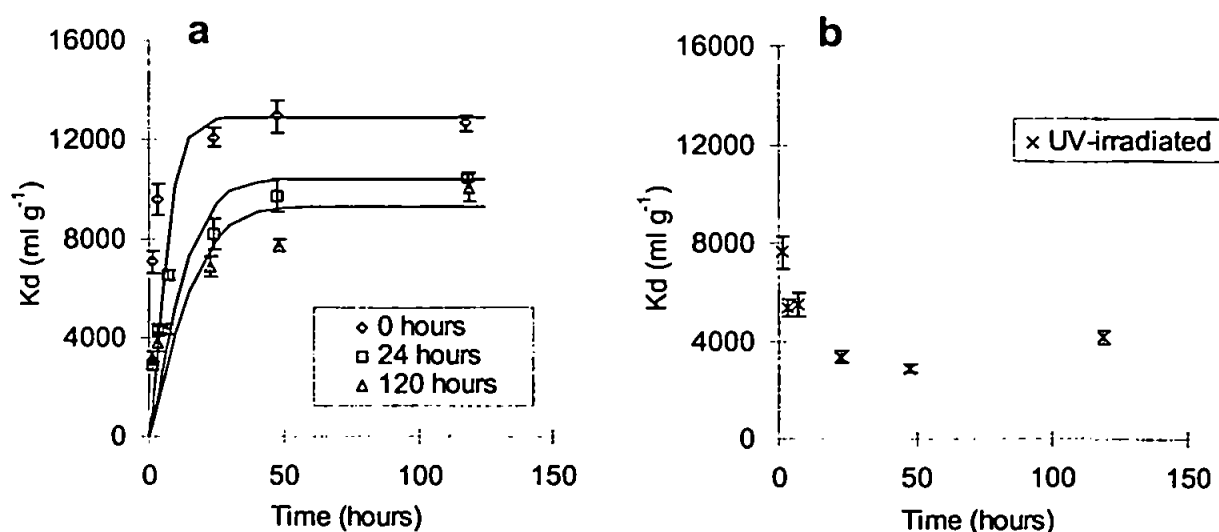 a
16000
12000
8000
4000
0
Kd (ml g⁻¹)
0 hours
24 hours
120 hours
0 50 100 150
Time (hours)
b
16000
12000
8000
4000
0
Kd (ml g⁻¹)
UV-irradiated
0 50 100 150
Time (hours)